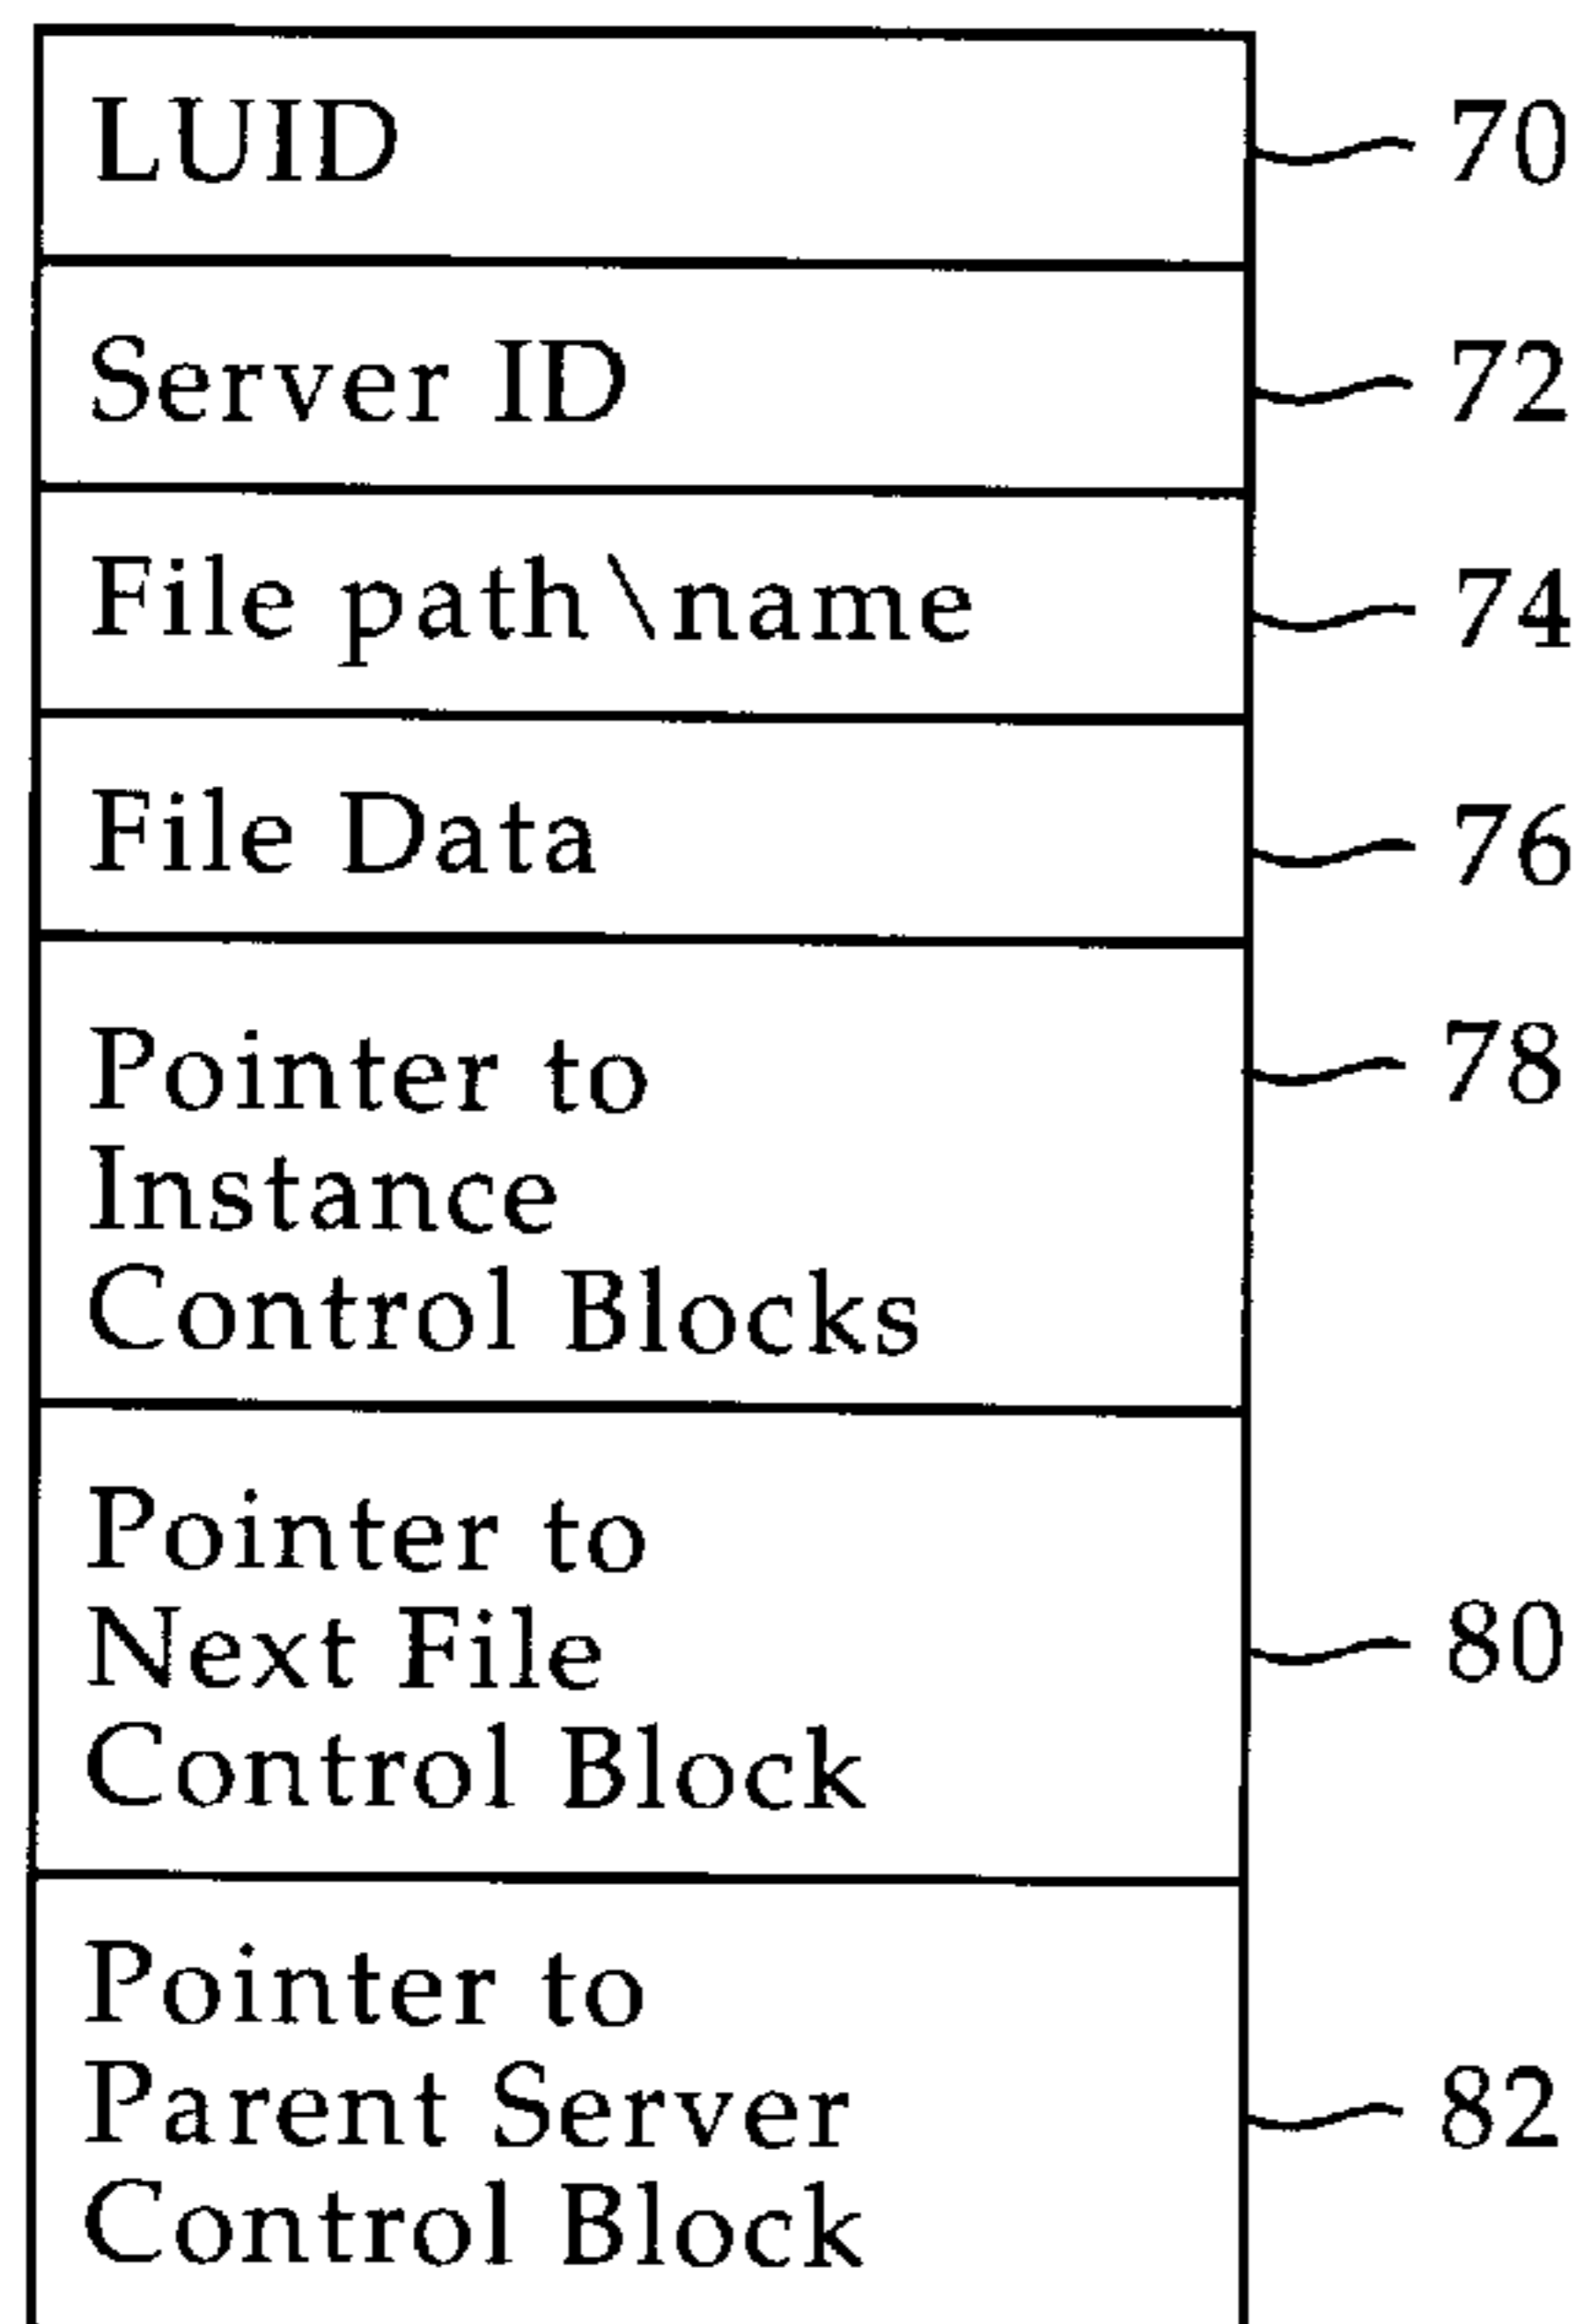 LUID 70
Server ID 72
File path\name 74
File Data 76
Pointer to 78
Instance
Control Blocks
Pointer to
Next File 80
Control Block
Pointer to
Parent Server 82
Control Block